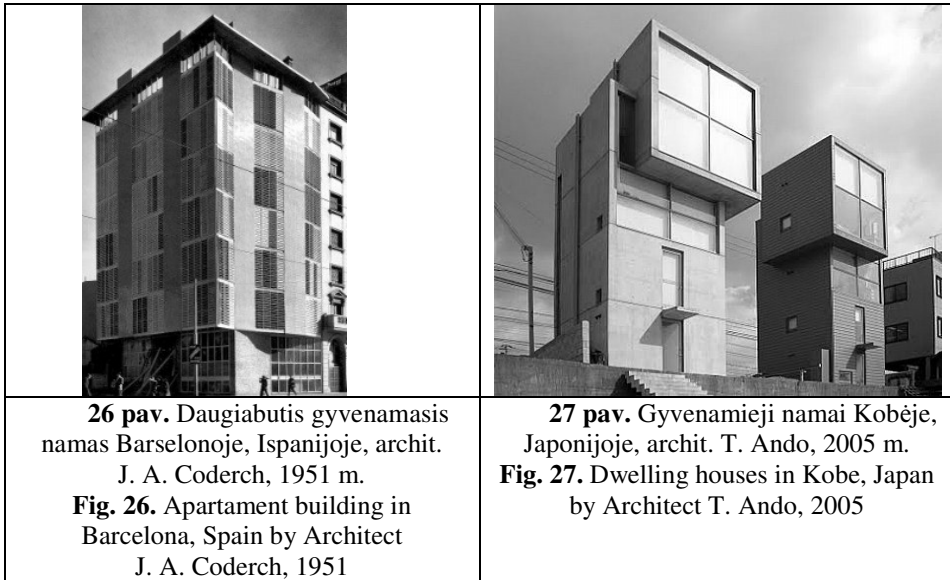 26 pav. Daugiabutis gyvenamasis
namas Barselonoje, Ispanijoje, archit.
J. A. Coderch, 1951 m.
Fig. 26. Apartament building in
Barcelona, Spain by Architect
J. A. Coderch, 1951
27 pav. Gyvenamieji namai Kobėje,
Japonijoje, archit. T. Ando, 2005 m.
Fig. 27. Dwelling houses in Kobe, Japan
by Architect T. Ando, 2005